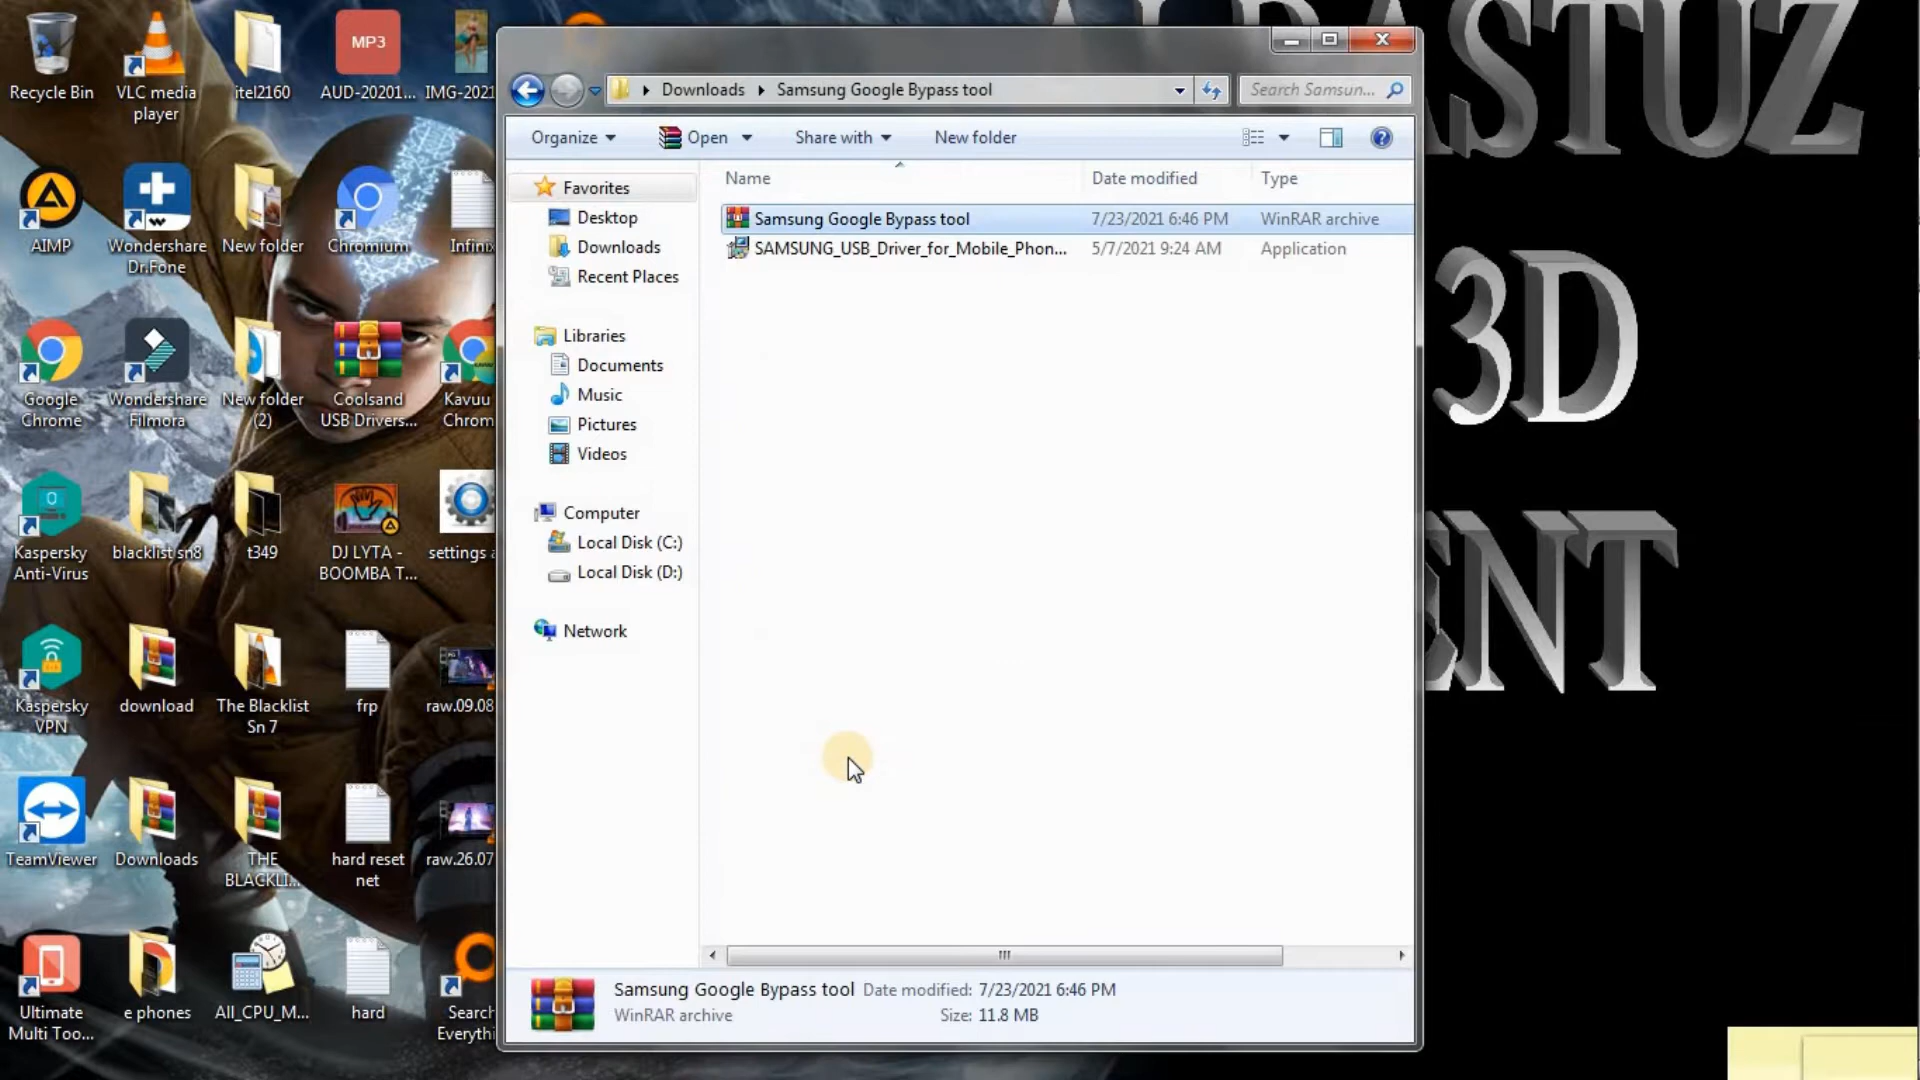 Recycle Bin
VLC media
player
itel2160
MP3
AUD-20201...
IMG-2021
AIMP
Wondershare
Dr.Fone
New folder
Chromium
Infinix
Google
Chrome
Wondershare
Filmora
New folder
(2)
Coolsand
USB Drivers...
Kavuu
Chrom
Kaspersky
Anti-Virus
blacklist sn8
t349
DJ LYTA -
BOOMBA T...
settings a
Kaspersky
VPN
download
The Blacklist
Sn 7
frp
raw.09.08
TeamViewer
Downloads
THE
BLACKLI...
hard reset
net
raw.26.07
Ultimate
Multi Too...
e phones
All_CPU_M...
hard
Search
Everythi
Downloads
Samsung Google Bypass tool
Search Samsun...
Organize
Open
Share with
New folder
Favorites
Desktop
Downloads
Recent Places
Libraries
Documents
Music
Pictures
Videos
Computer
Local Disk (C:)
Local Disk (D:)
Network
Name Date modified Type
Samsung Google Bypass tool 7/23/2021 6:46 PM WinRAR archive
SAMSUNG_USB_Driver_for_Mobile_Phon... 5/7/2021 9:24 AM Application
Samsung Google Bypass tool Date modified: 7/23/2021 6:46 PM
WinRAR archive Size: 11.8 MB
3D